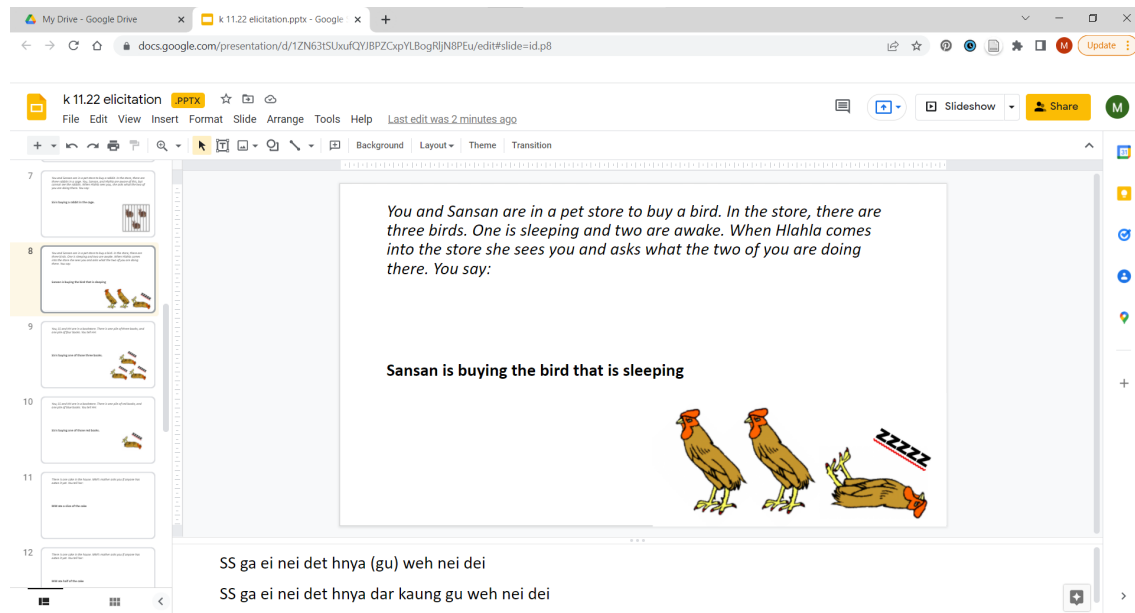 My Drive - Google Drive
k 11.22 elicitation.pptx - Google
docs.google.com/presentation/d/1ZN63tSUxufQYJBPZCxpYLBogRljN8PEu/edit#slide=id.p8
M
Update
k 11.22 elicitation .PPTX
File Edit View Insert Format Slide Arrange Tools Help Last edit was 2 minutes ago
Slideshow
Share
M
Background Layout Theme Transition
31
7
8
9
10
11
12
You and Sansan are in a pet store to buy a bird. In the store, there are
three birds. One is sleeping and two are awake. When Hlahla comes
into the store she sees you and asks what the two of you are doing
there. You say:
Sansan is buying the bird that is sleeping
zzzzz
SS ga ei nei det hnya (gu) weh nei dei
SS ga ei nei det hnya dar kaung gu weh nei dei